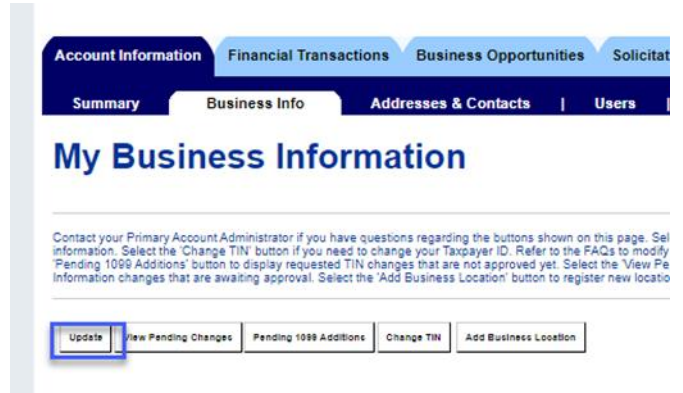 Account Information Financial Transactions Business Opportunities Solicitat
Summary Business Info Addresses & Contacts | Users |
My Business Information
Contact your Primary Account Administrator if you have questions regarding the buttons shown on this page. Sel
information. Select the 'Change TIN' button if you need to change your Taxpayer ID. Refer to the FAQs to modify
'Pending 1099 Additions' button to display requested TIN changes that are not approved yet. Select the 'View Pe
Information changes that are awaiting approval. Select the 'Add Business Location' button to register new locatio
Update View Pending Changes Pending 1099 Additions Change TIN Add Business Location